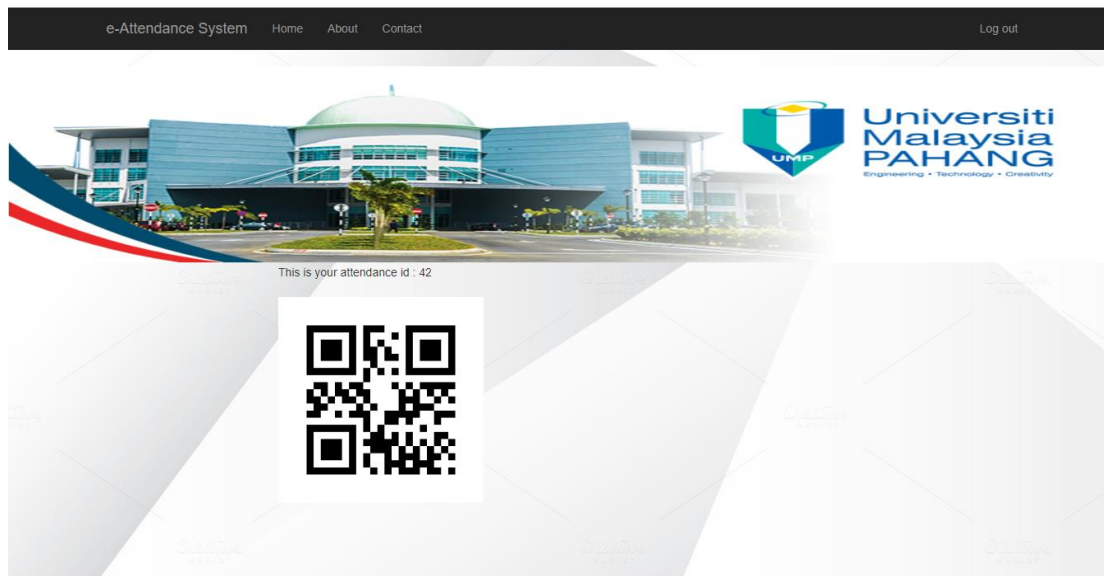 e-Attendance System Home About Contact Log out
Universiti
Malaysia
PAHANG
Engineering • Technology • Creativity
UMP
This is your attendance id : 42